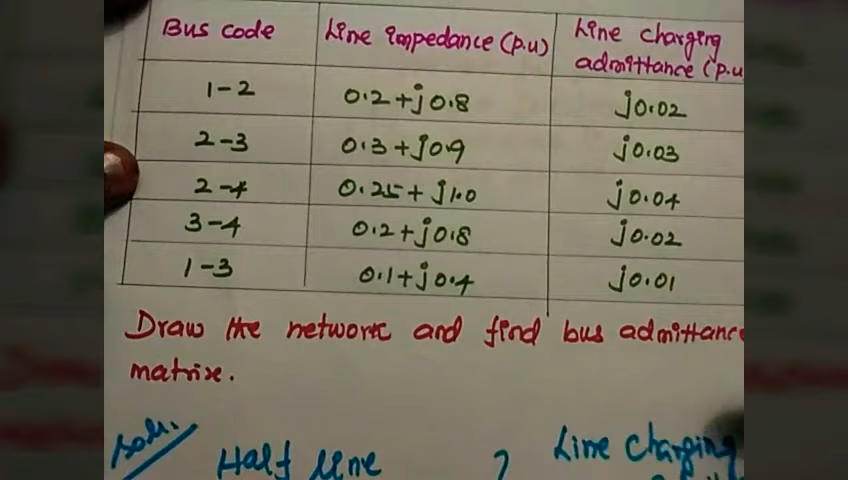 Bus code Line impedance (p.u) Line charging admittance (p.u
1-2 0.2+j0.8 j0.02
2-3 0.3+j0.9 j0.03
2-4 0.25+j1.0 j0.04
3-4 0.2+j0.8 j0.02
1-3 0.1+j0.4 j0.01
Draw the network and find bus admittance
matrix.
Soln. Half line Line charging